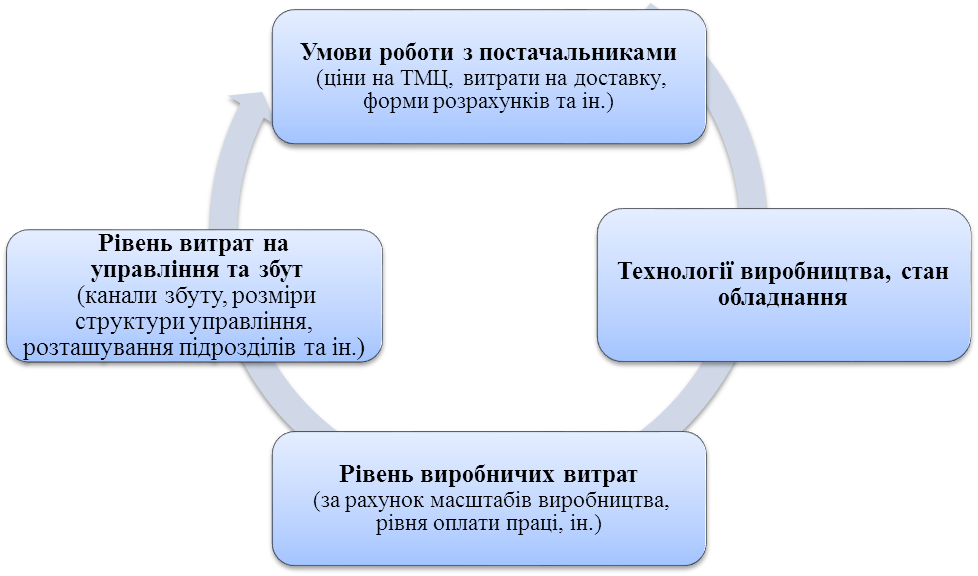 Умови роботи з постачальниками
(ціни на ТМЦ, витрати на доставку,
форми розрахунків та ін.)
Технології виробництва, стан
обладнання
Рівень виробничих витрат
(за рахунок масштабів виробництва,
рівня оплати праці, ін.)
Рівень витрат на
управління та збут
(канали збуту, розміри
структури управління,
розташування підрозділів та ін.)